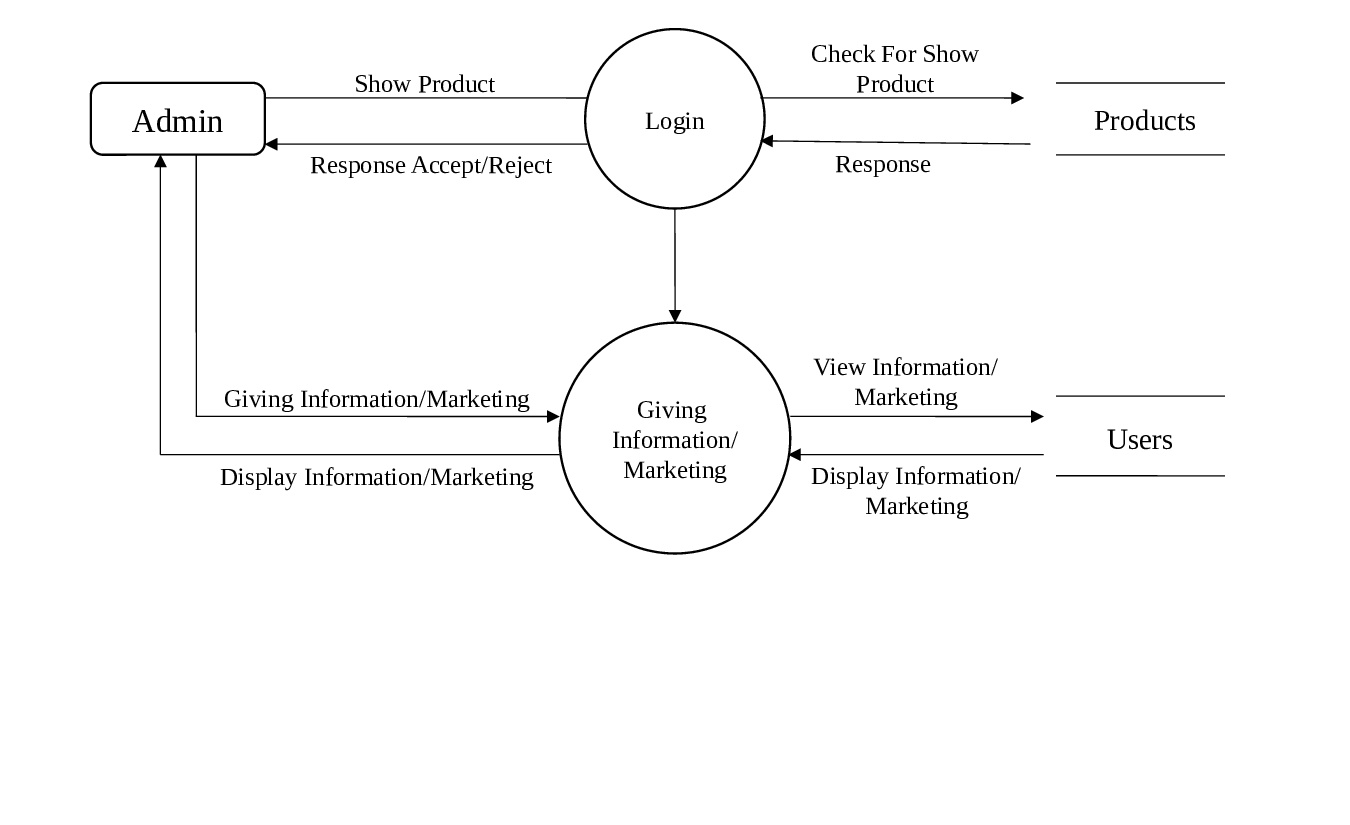 Check For Show
Product
Show Product
Admin
Login
Products
Response Accept/Reject
Response
View Information/
Marketing
Giving Information/Marketing
Giving
Information/
Marketing
Users
Display Information/Marketing
Display Information/
Marketing